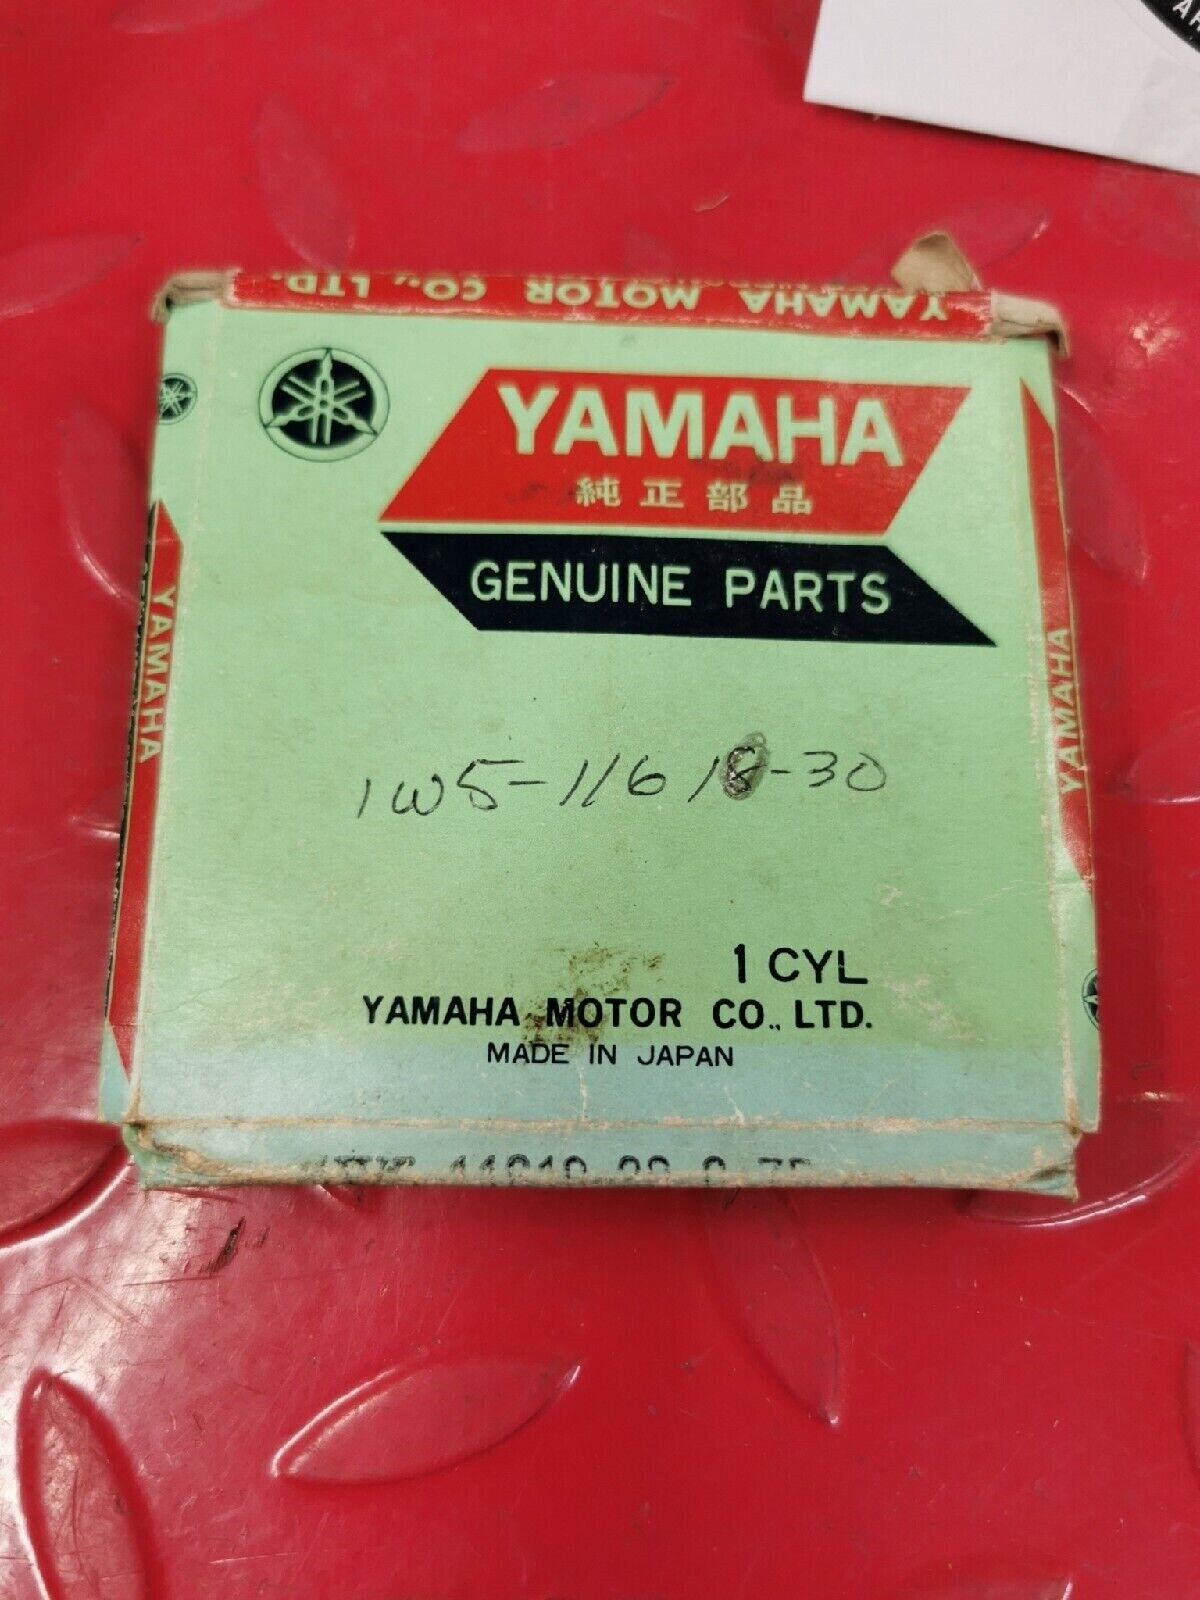 YAMAHA MOTOR CO., LTD.
YAMAHA
純正部品
GENUINE PARTS
YAMAHA
YAMAHA
1W5-11618-30
1 CYL
YAMAHA MOTOR CO., LTD.
MADE IN JAPAN